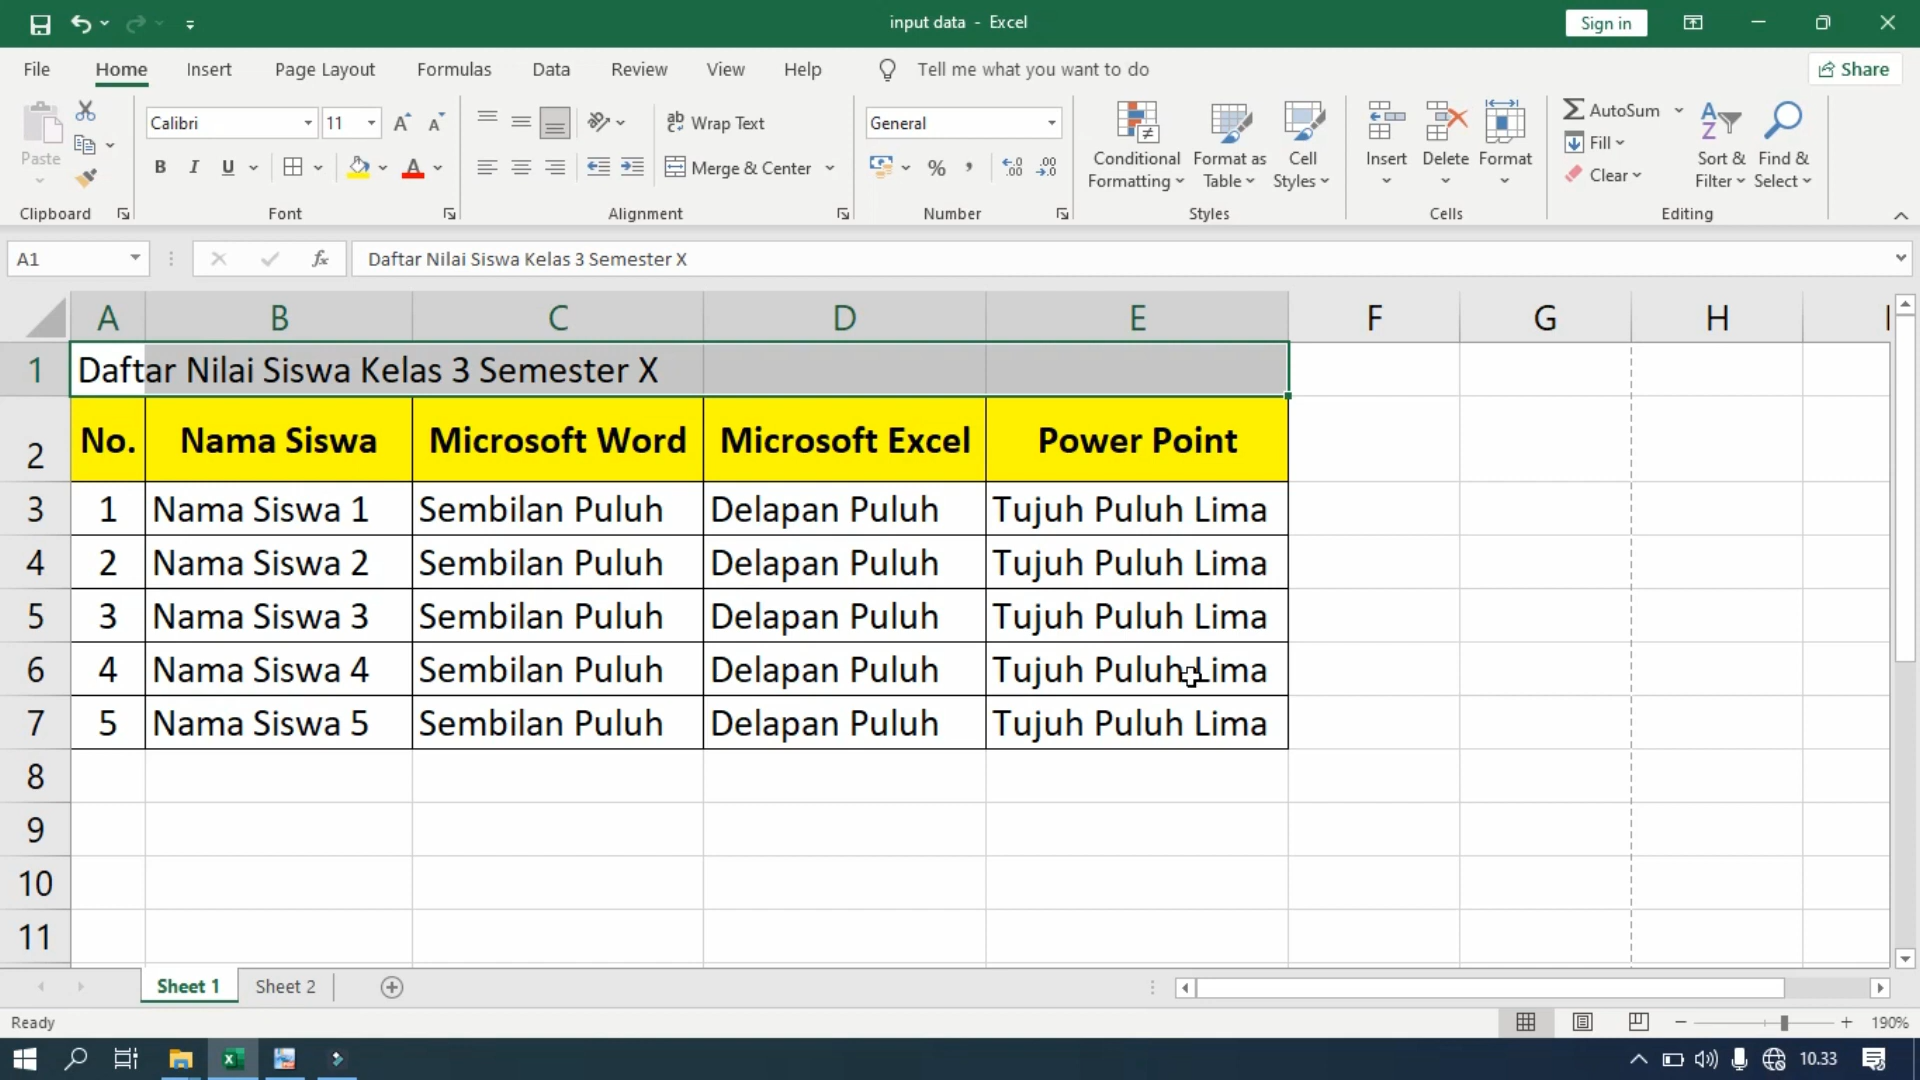 input data - Excel
Sign in
File Home Insert Page Layout Formulas Data Review View Help Tell me what you want to do Share
Paste
Clipboard
Calibri 11
B I U A
Font
ab Wrap Text
Merge & Center
Alignment
General
% ,
Number
Conditional Formatting
Format as Table
Cell Styles
Styles
Insert Delete Format
Cells
AutoSum
Fill
Clear
Sort & Filter
Find & Select
Editing
A1 fx Daftar Nilai Siswa Kelas 3 Semester X
A B C D E F G H
1 Daftar Nilai Siswa Kelas 3 Semester X
2 No. Nama Siswa Microsoft Word Microsoft Excel Power Point
3 1 Nama Siswa 1 Sembilan Puluh Delapan Puluh Tujuh Puluh Lima
4 2 Nama Siswa 2 Sembilan Puluh Delapan Puluh Tujuh Puluh Lima
5 3 Nama Siswa 3 Sembilan Puluh Delapan Puluh Tujuh Puluh Lima
6 4 Nama Siswa 4 Sembilan Puluh Delapan Puluh Tujuh Puluh Lima
7 5 Nama Siswa 5 Sembilan Puluh Delapan Puluh Tujuh Puluh Lima
8
9
10
11
Sheet 1 Sheet 2
Ready 190%
10.33